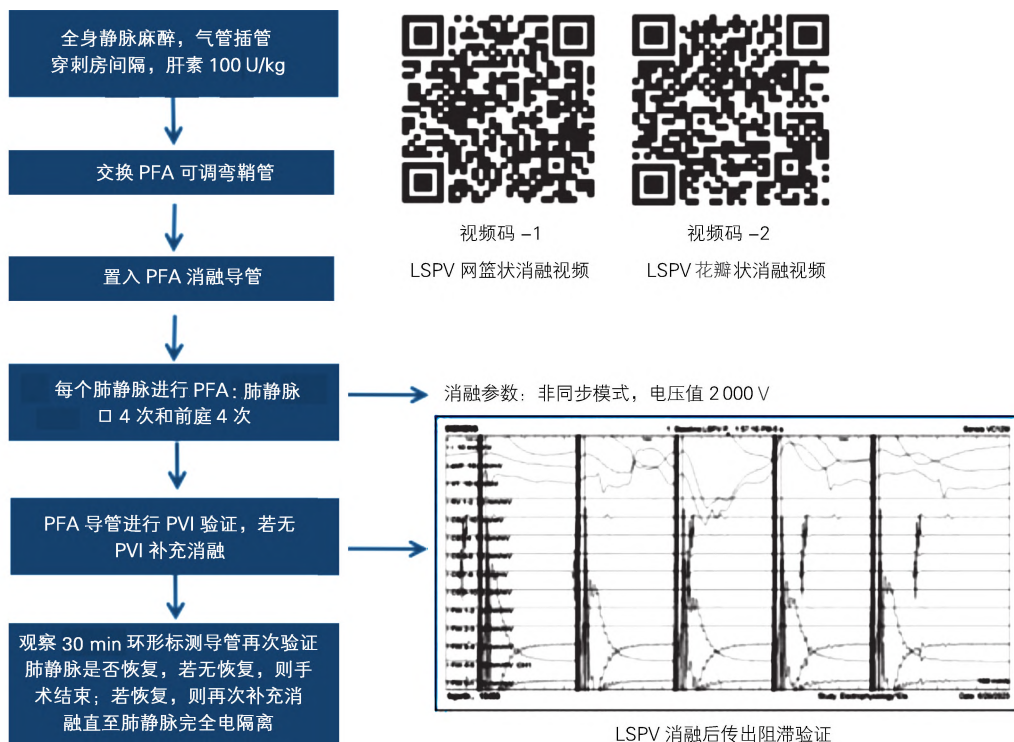 全身静脉麻醉，气管插管
穿刺房间隔，肝素 100 U/kg
交换 PFA 可调弯鞘管
置入 PFA 消融导管
每个肺静脉进行 PFA：肺静脉
口 4 次和前庭 4 次
PFA 导管进行 PVI 验证，若无
PVI 补充消融
观察 30 min 环形标测导管再次验证
肺静脉是否恢复，若无恢复，则手
术结束；若恢复，则再次补充消
融直至肺静脉完全电隔离
视频码 –1
LSPV 网篮状消融视频
视频码 –2
LSPV 花瓣状消融视频
消融参数：非同步模式，电压值 2 000 V
LSPV 消融后传出阻滞验证